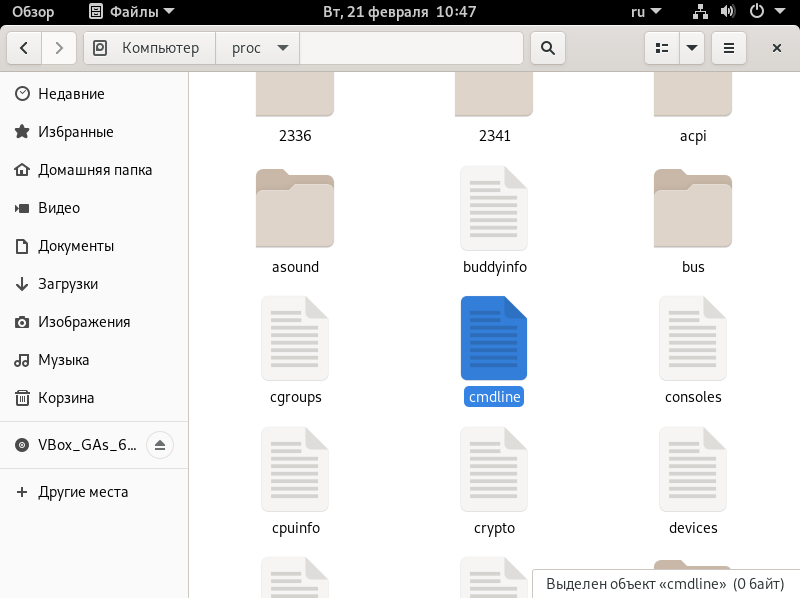 Обзор Файлы Вт, 21 февраля 10:47 ru
Компьютер proc
Недавние
Избранные
Домашняя папка
Видео
Документы
Загрузки
Изображения
Музыка
Корзина
VBox_GAs_6...
Другие места
2336 2341 acpi
asound buddyinfo bus
cgroups cmdline consoles
cpuinfo crypto devices
Выделен объект «cmdline» (0 байт)